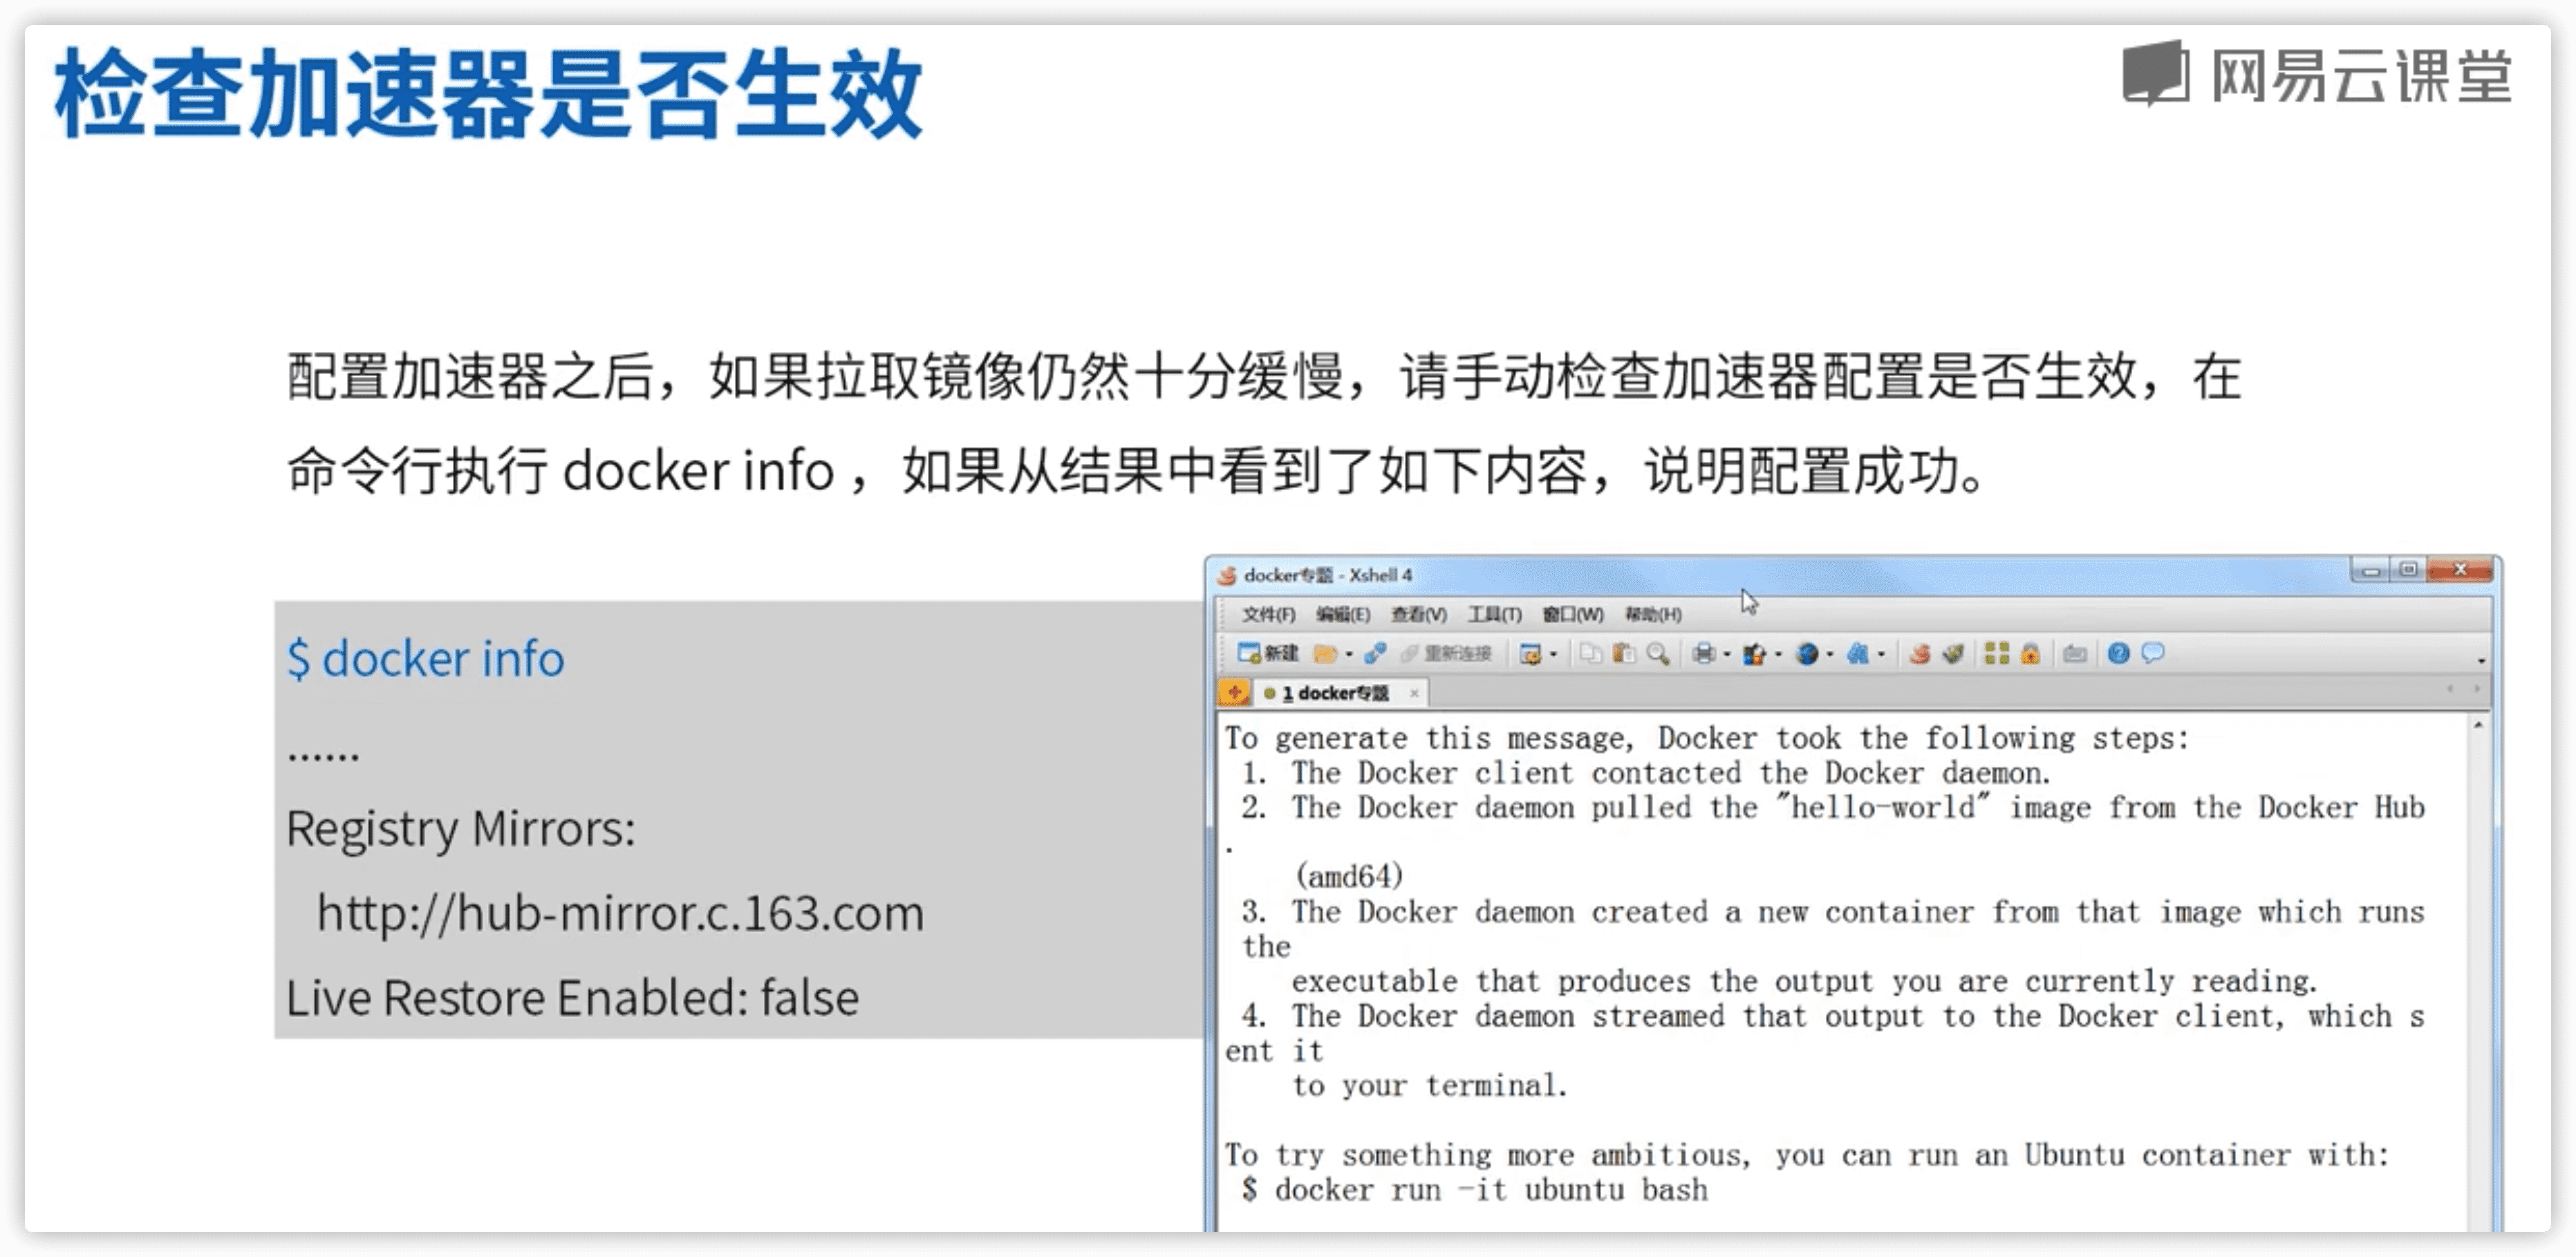 检查加速器是否生效
网易云课堂
配置加速器之后，如果拉取镜像仍然十分缓慢，请手动检查加速器配置是否生效，在
命令行执行 docker info ，如果从结果中看到了如下内容，说明配置成功。
$ docker info
......
Registry Mirrors:
http://hub-mirror.c.163.com
Live Restore Enabled: false
docker专题 - Xshell 4
文件(F) 编辑(E) 查看(V) 工具(T) 窗口(W) 帮助(H)
新建 重新连接
1 docker专题
To generate this message, Docker took the following steps:
1. The Docker client contacted the Docker daemon.
2. The Docker daemon pulled the "hello-world" image from the Docker Hub
.
(amd64)
3. The Docker daemon created a new container from that image which runs
the
executable that produces the output you are currently reading.
4. The Docker daemon streamed that output to the Docker client, which s
ent it
to your terminal.
To try something more ambitious, you can run an Ubuntu container with:
$ docker run -it ubuntu bash